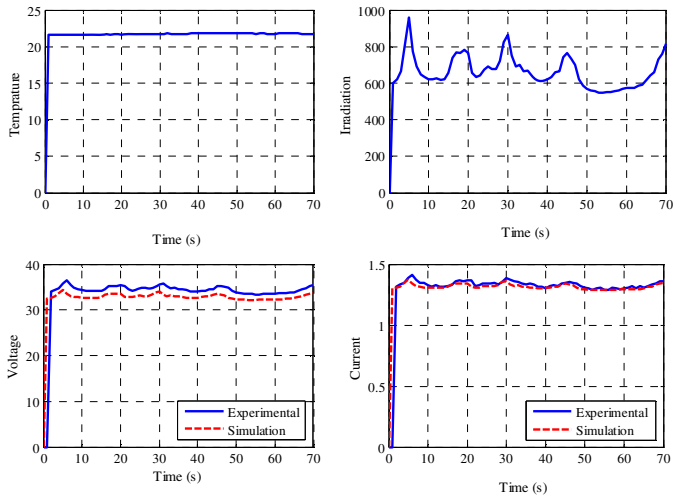 25
20
15
10
5
0
Temprature
0 10 20 30 40 50 60 70
Time (s)
1000
800
600
400
200
0
Irradiation
0 10 20 30 40 50 60 70
Time (s)
40
30
20
10
0
Voltage
Experimental
Simulation
0 10 20 30 40 50 60 70
Time (s)
1.5
1
0.5
0
Current
Experimental
Simulation
0 10 20 30 40 50 60 70
Time (s)